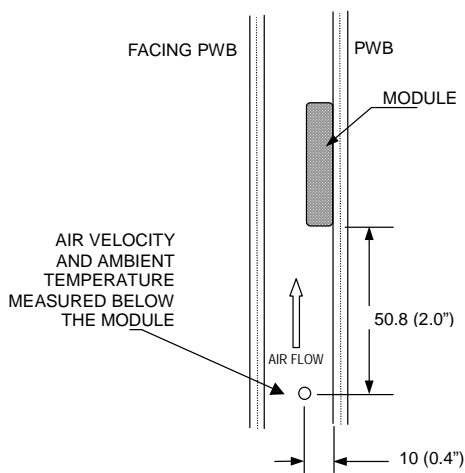 FACING PWB
PWB
MODULE
AIR VELOCITY
AND AMBIENT
TEMPERATURE
MEASURED BELOW
THE MODULE
50.8 (2.0”)
AIR FLOW
10 (0.4”)